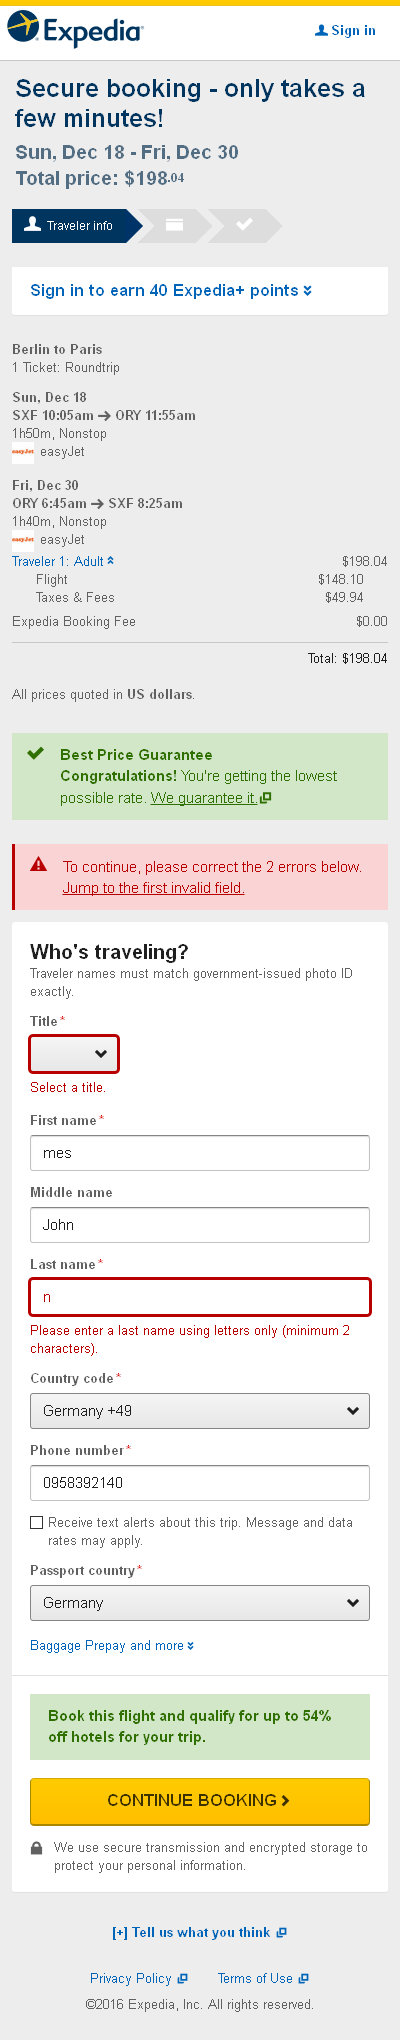 Expedia
Sign in
Secure booking - only takes a
few minutes!
Sun, Dec 18 - Fri, Dec 30
Total price: $198.04
Traveler info
Sign in to earn 40 Expedia+ points
Berlin to Paris
1 Ticket: Roundtrip
Sun, Dec 18
SXF 10:05am → ORY 11:55am
1h50m, Nonstop
easyJet easyJet
Fri, Dec 30
ORY 6:45am → SXF 8:25am
1h40m, Nonstop
easyJet easyJet
Traveler 1: Adult $198.04
Flight $148.10
Taxes & Fees $49.94
Expedia Booking Fee $0.00
Total: $198.04
All prices quoted in US dollars.
Best Price Guarantee
Congratulations! You're getting the lowest
possible rate. We guarantee it.
To continue, please correct the 2 errors below.
Jump to the first invalid field.
Who's traveling?
Traveler names must match government-issued photo ID
exactly.
Title*
Select a title.
First name*
mes
Middle name
John
Last name*
n
Please enter a last name using letters only (minimum 2
characters).
Country code*
Germany +49
Phone number*
0958392140
Receive text alerts about this trip. Message and data
rates may apply.
Passport country*
Germany
Baggage Prepay and more
Book this flight and qualify for up to 54%
off hotels for your trip.
CONTINUE BOOKING
We use secure transmission and encrypted storage to
protect your personal information.
[+] Tell us what you think
Privacy Policy Terms of Use
©2016 Expedia, Inc. All rights reserved.